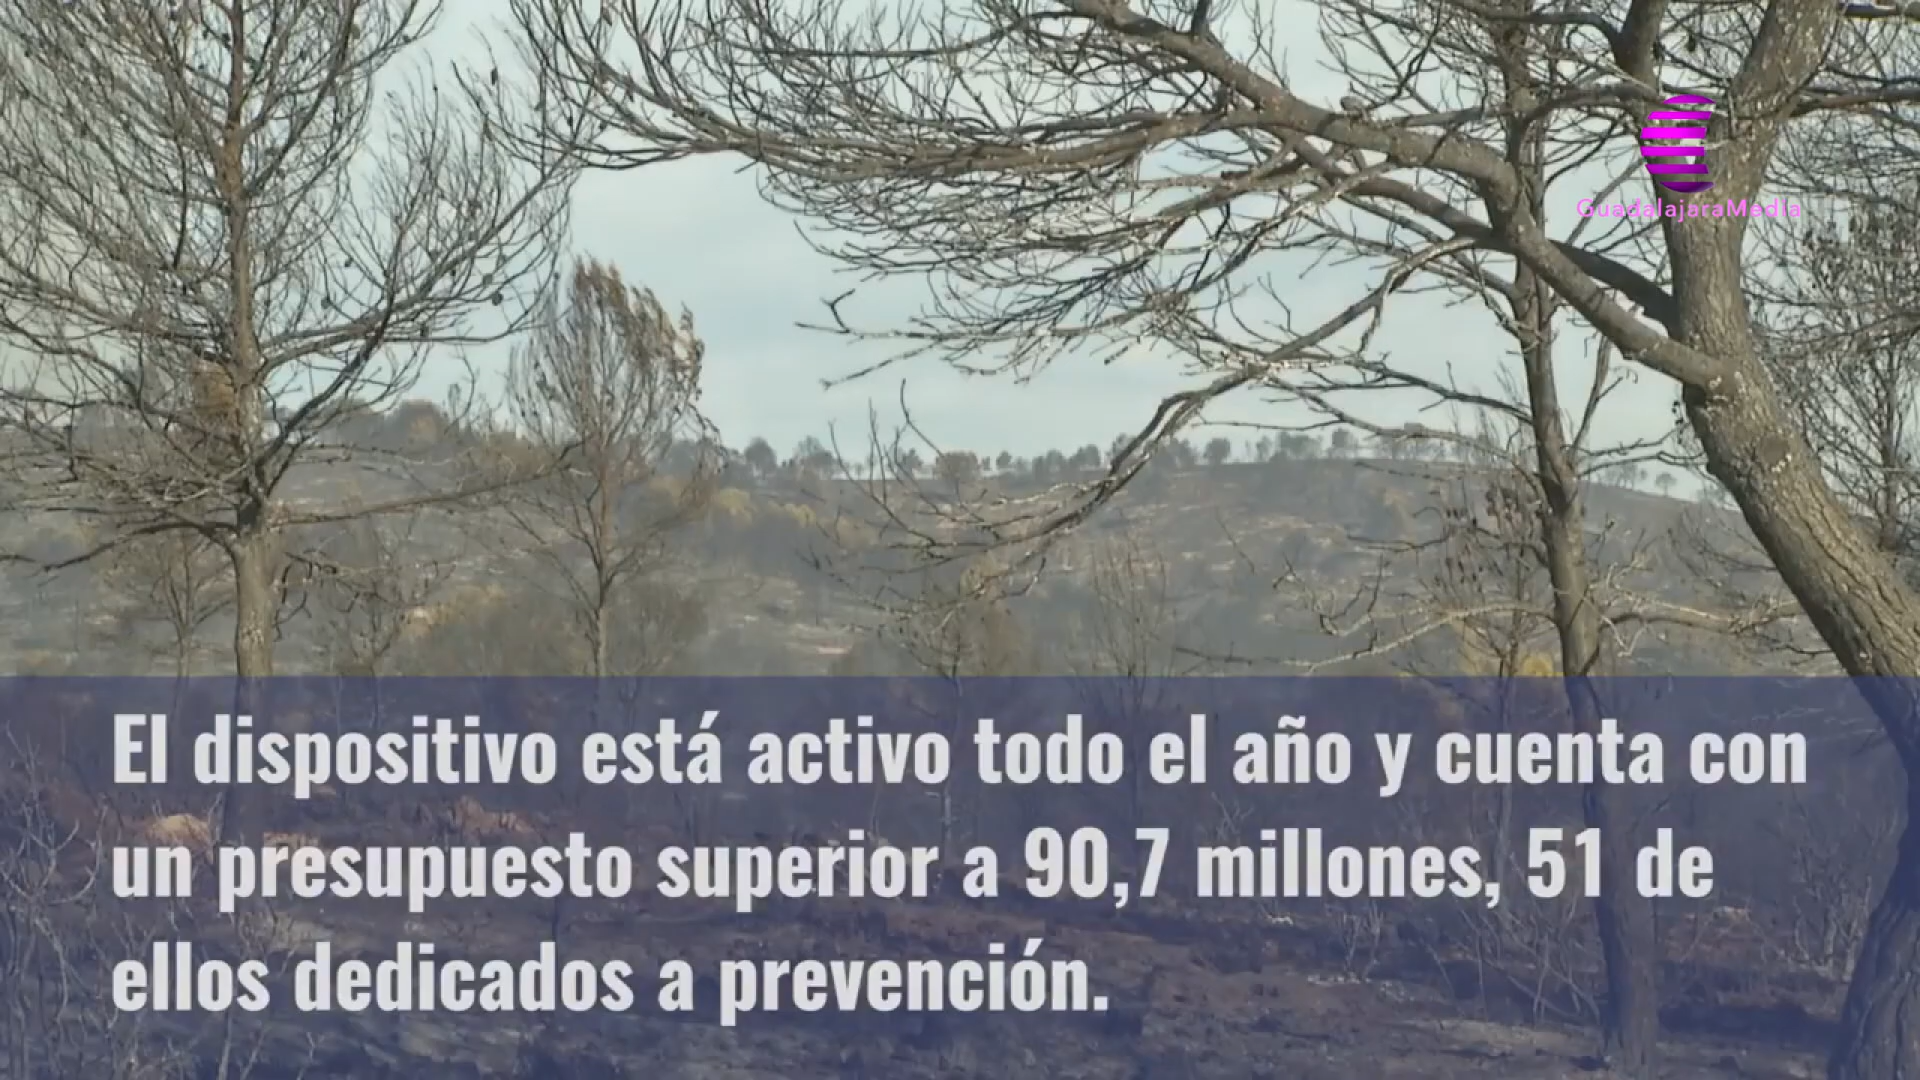 GuadalajaraMedia
El dispositivo está activo todo el año y cuenta con
un presupuesto superior a 90,7 millones, 51 de
ellos dedicados a prevención.